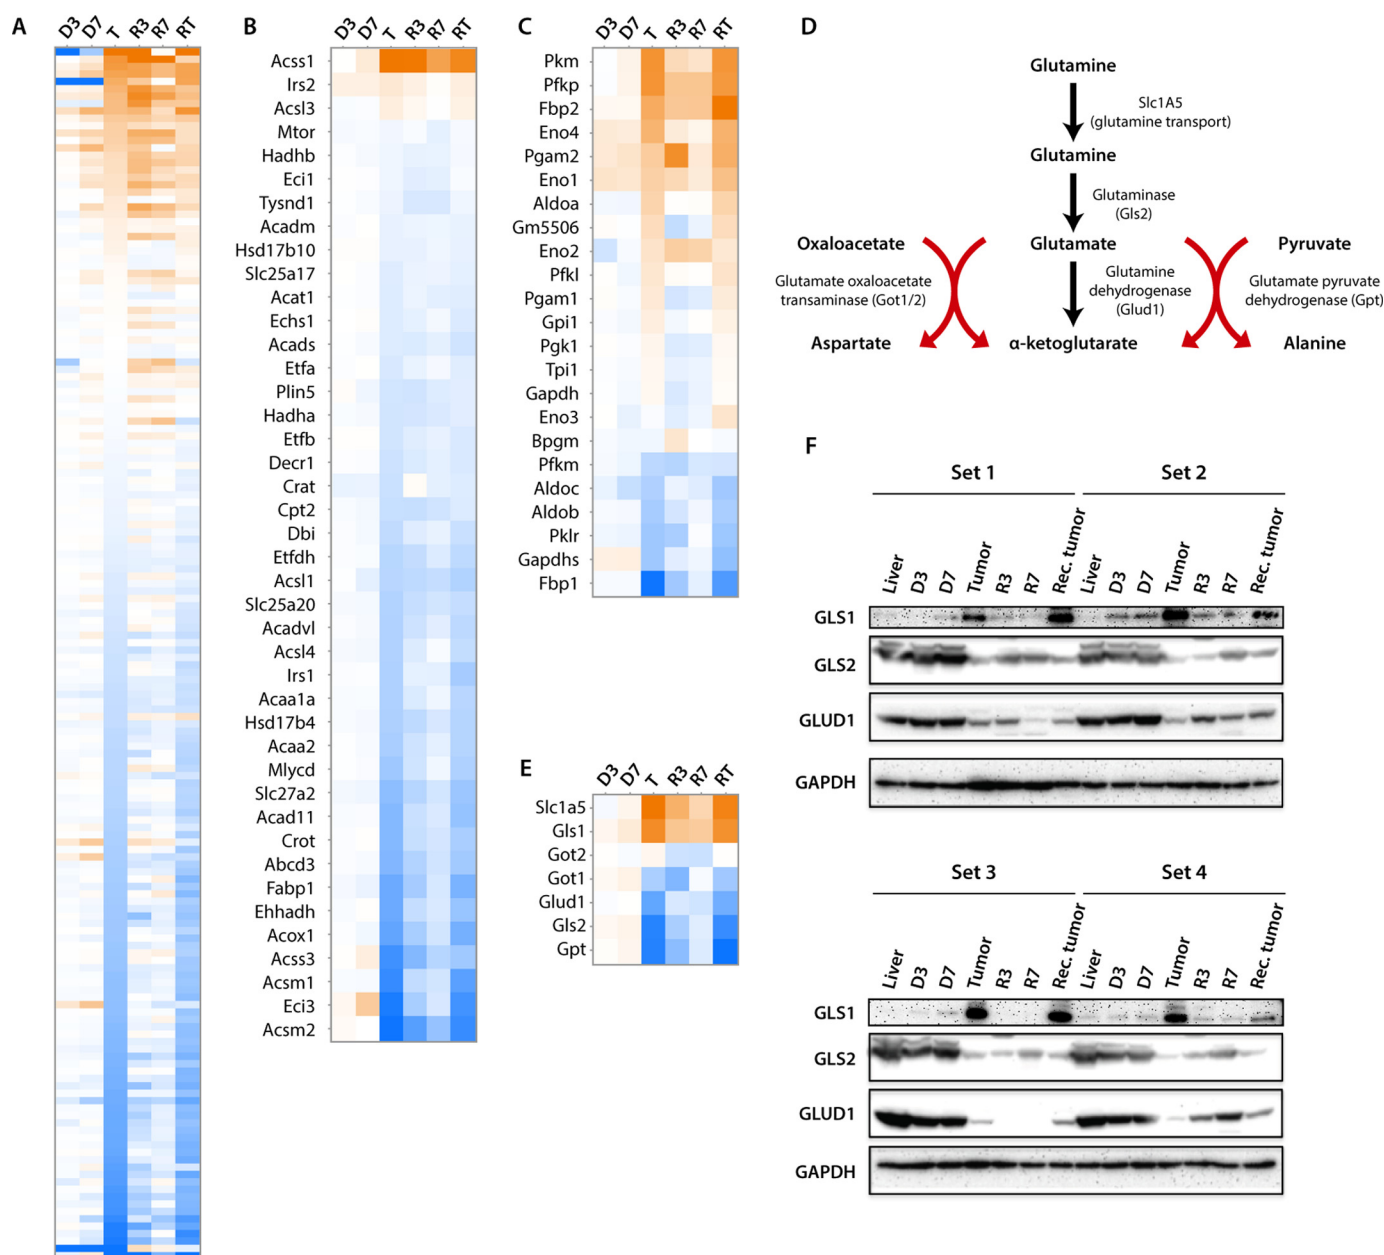 A
D3 D7 T R3 R7 RT
B
D3 D7 T R3 R7 RT
Acss1
Irs2
Acsl3
Mtor
Hadhb
Eci1
Tysnd1
Acadm
Hsd17b10
Slc25a17
Acat1
Echs1
Acads
Etfa
Plin5
Hadha
Etfb
Decr1
Crat
Cpt2
Dbi
Etfdh
Acsl1
Slc25a20
Acadvl
Acsl4
Irs1
Acaa1a
Hsd17b4
Acaa2
Mlycd
Slc27a2
Acad11
Crot
Abcd3
Fabp1
Ehhadh
Acox1
Acss3
Acsm1
Eci3
Acsm2
C
D3 D7 T R3 R7 RT
Pkm
Pfkp
Fbp2
Eno4
Pgam2
Eno1
Aldoa
Gm5506
Eno2
Pfkl
Pgam1
Gpi1
Pgk1
Tpi1
Gapdh
Eno3
Bpgm
Pfkm
Aldoc
Aldob
Pklr
Gapdhs
Fbp1
D
Glutamine
Slc1A5
(glutamine transport)
Glutamine
Glutaminase
(Gls2)
Oxaloacetate
Glutamate
Pyruvate
Glutamate oxaloacetate
transaminase (Got1/2)
Glutamine
dehydrogenase
(Glud1)
Glutamate pyruvate
dehydrogenase (Gpt)
Aspartate
α-ketoglutarate
Alanine
E
D3 D7 T R3 R7 RT
Slc1a5
Gls1
Got2
Got1
Glud1
Gls2
Gpt
F
Set 1
Set 2
Liver D3 D7 Tumor R3 R7 Rec. tumor Liver D3 D7 Tumor R3 R7 Rec. tumor
GLS1
GLS2
GLUD1
GAPDH
Set 3
Set 4
Liver D3 D7 Tumor R3 R7 Rec. tumor Liver D3 D7 Tumor R3 R7 Rec. tumor
GLS1
GLS2
GLUD1
GAPDH